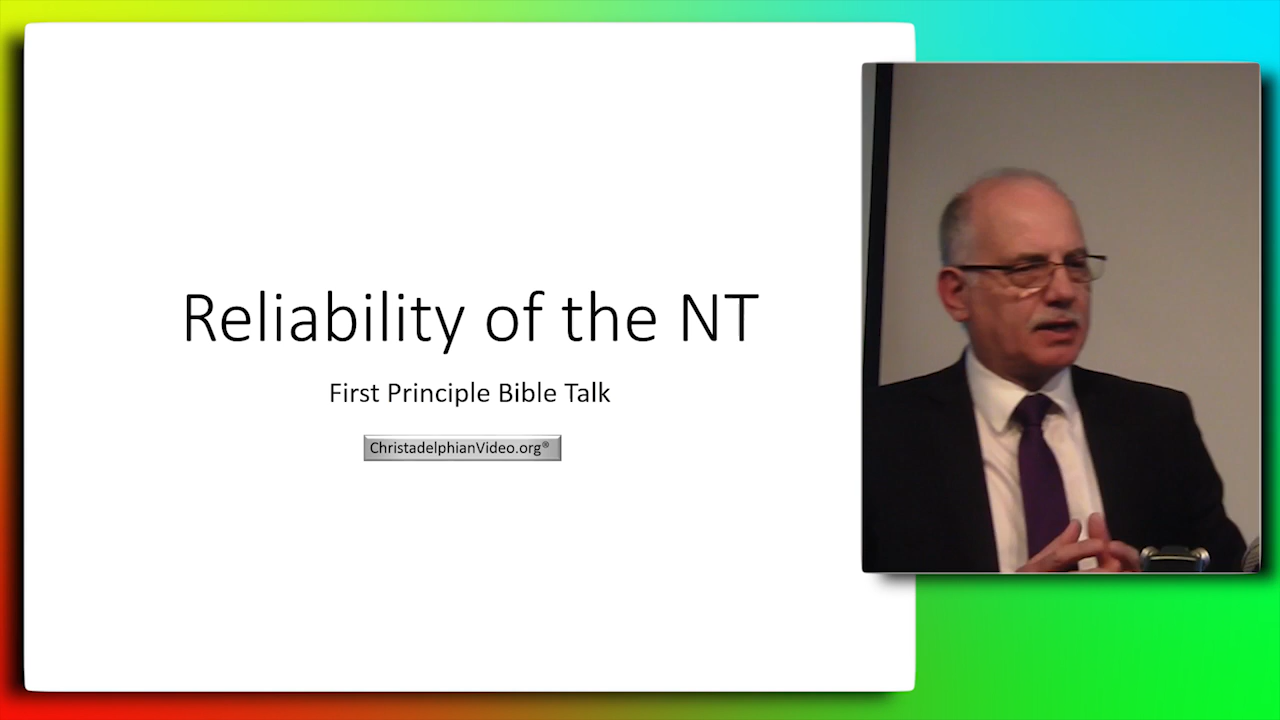 Reliability of the NT
First Principle Bible Talk
ChristadelphianVideo.org®